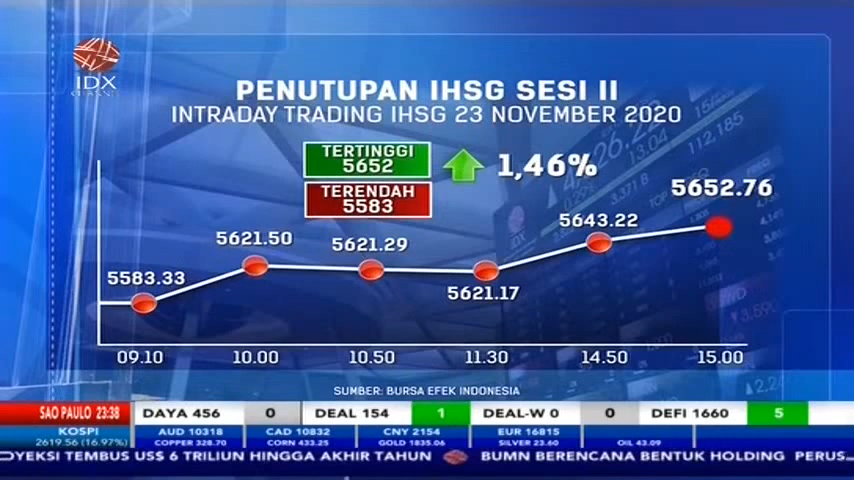 IDX
CHANNEL
PENUTUPAN IHSG SESI II
INTRADAY TRADING IHSG 23 NOVEMBER 2020
TERTINGGI
5652
1,46%
TERENDAH
5583
5583.33
5621.50
5621.29
5621.17
5643.22
5652.76
09.10 10.00 10.50 11.30 14.50 15.00
SUMBER: BURSA EFEK INDONESIA
SAO PAULO 23:38 DAYA 456 0 DEAL 154 1 DEAL-W 0 0 DEFI 1660 5
KOSPI AUD 10318 CAD 10832 CNY 2154 EUR 16815
2619.56 (16.97%) COPPER 328.70 CORN 433.25 GOLD 1835.06 SILVER 23.60 OIL 43.09
OYEKSI TEMBUS US$ 6 TRILIUN HINGGA AKHIR TAHUN BUMN BERENCANA BENTUK HOLDING PERUS